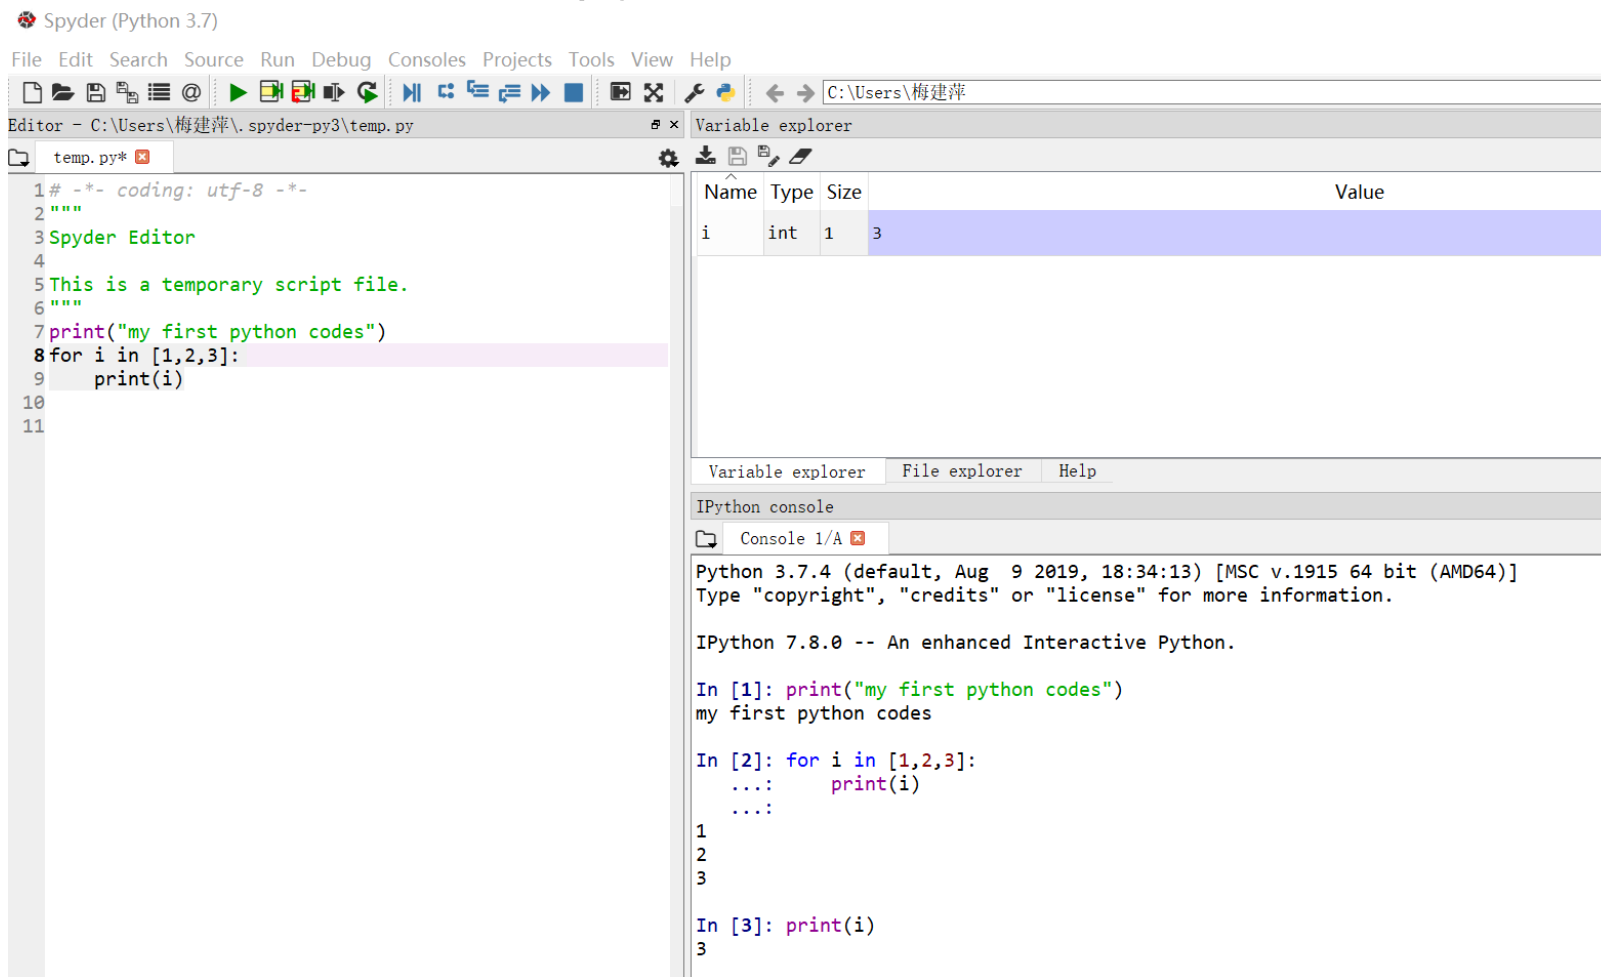 Spyder (Python 3.7)
File Edit Search Source Run Debug Consoles Projects Tools View Help
C:\Users\梅建萍
Editor - C:\Users\梅建萍\.spyder-py3\temp.py
temp.py*
1 # -*- coding: utf-8 -*-
2 """
3 Spyder Editor
4
5 This is a temporary script file.
6 """
7 print("my first python codes")
8 for i in [1,2,3]:
9     print(i)
10
11
Variable explorer
Name Type Size Value
i int 1 3
Variable explorer File explorer Help
IPython console
Console 1/A
Python 3.7.4 (default, Aug  9 2019, 18:34:13) [MSC v.1915 64 bit (AMD64)]
Type "copyright", "credits" or "license" for more information.
IPython 7.8.0 -- An enhanced Interactive Python.
In [1]: print("my first python codes")
my first python codes
In [2]: for i in [1,2,3]:
   ...:     print(i)
   ...:
1
2
3
In [3]: print(i)
3